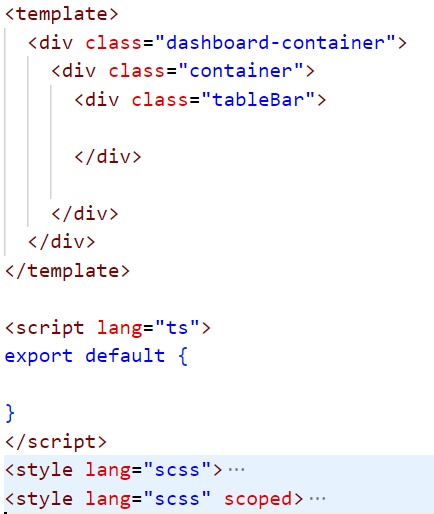 <template>
  <div class="dashboard-container">
    <div class="container">
      <div class="tableBar">

      </div>

    </div>
  </div>
</template>

<script lang="ts">
export default {

}
</script>
<style lang="scss">···
<style lang="scss" scoped>···